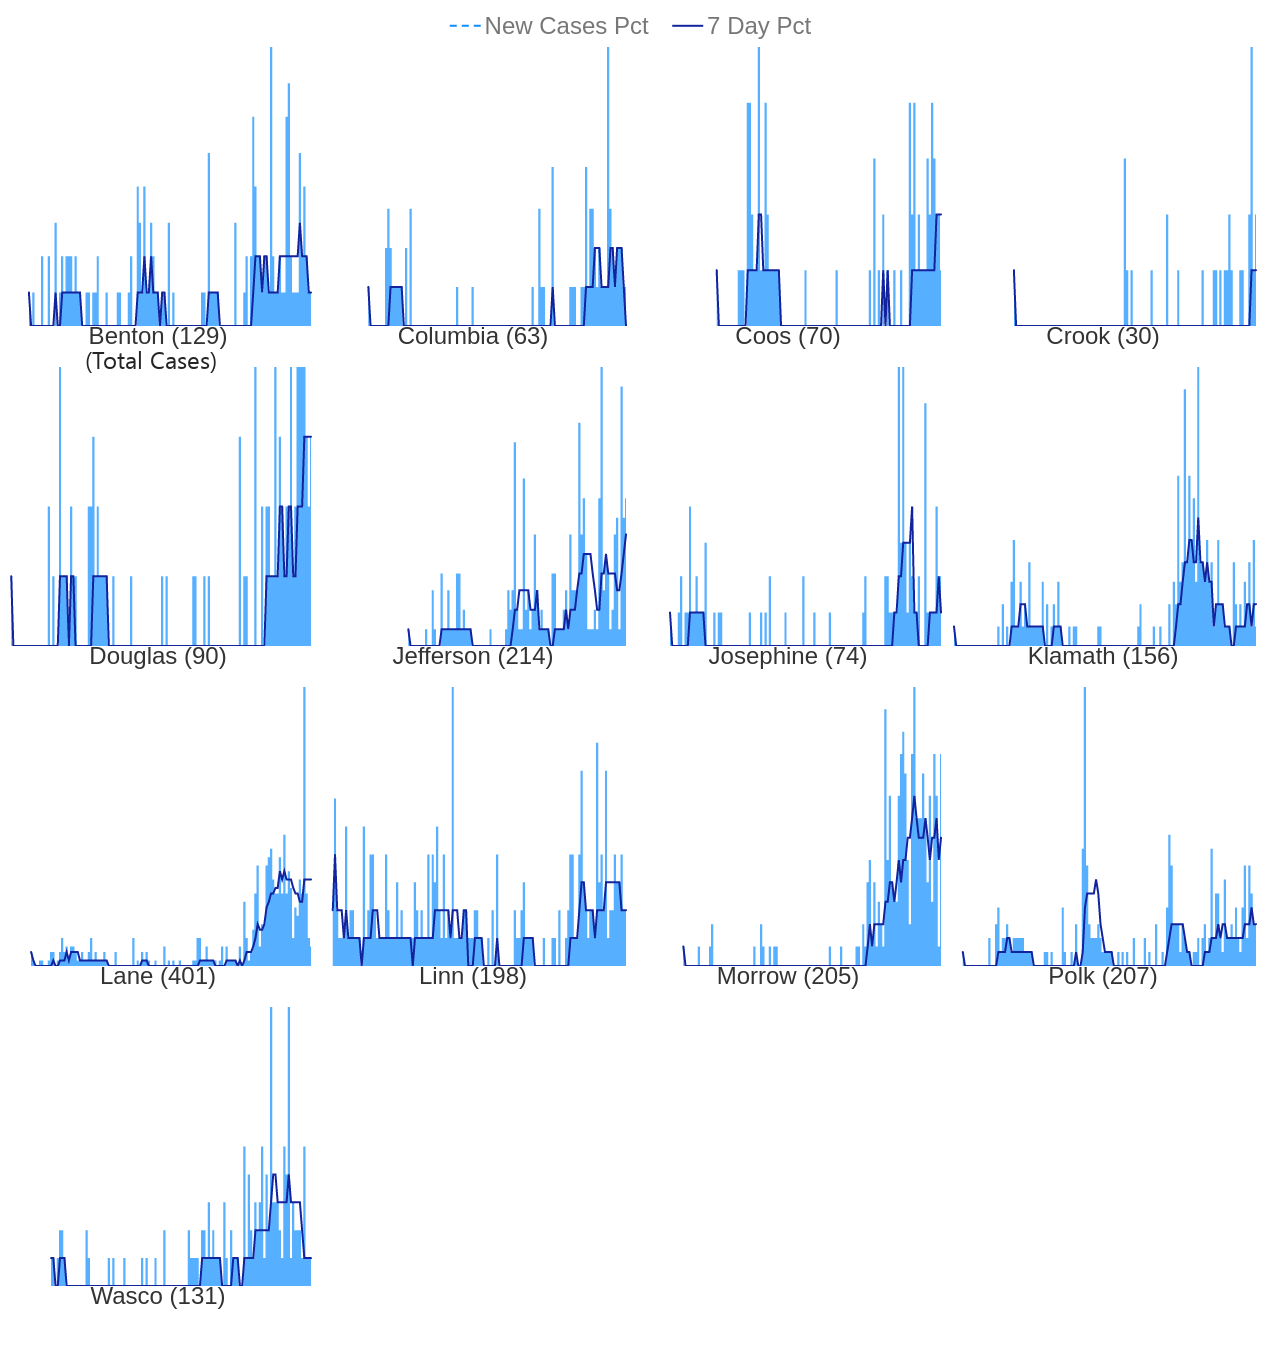 New Cases Pct 7 Day Pct
Benton (129) Columbia (63) Coos (70) Crook (30)
(Total Cases)
Douglas (90) Jefferson (214) Josephine (74) Klamath (156)
Lane (401) Linn (198) Morrow (205) Polk (207)
Wasco (131)